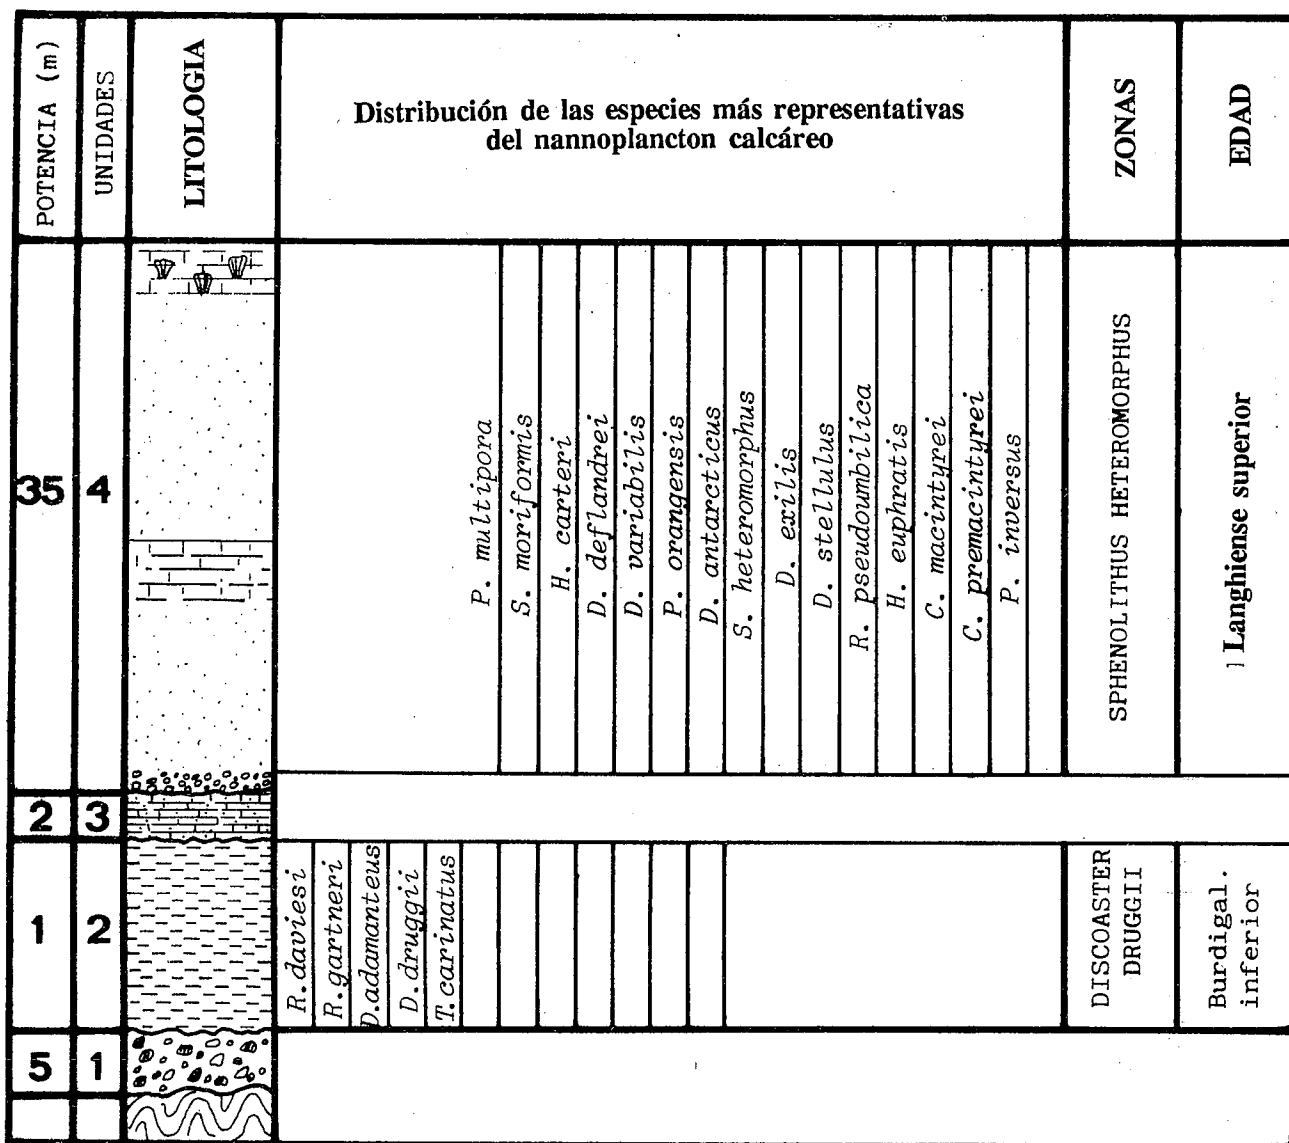 POTENCIA (m)
UNIDADES
LITOLOGIA
Distribución de las especies más representativas
del nannoplancton calcáreo
ZONAS
EDAD
35
4
P. multipora
S. moriformis
H. carteri
D. deflandrei
D. variabilis
P. orangensis
D. antarcticus
S. heteromorphus
D. exilis
D. stellulus
R. pseudoumbilica
H. euphratis
C. macintyrei
C. premacintyrei
P. inversus
SPHENOLITHUS HETEROMORPHUS
Langhiense superior
2
3
1
2
R.daviesi
R.gartneri
D.adamanteus
D.druggii
T.carinatus
DISCOASTER
DRUGGII
Burdigal.
inferior
5
1